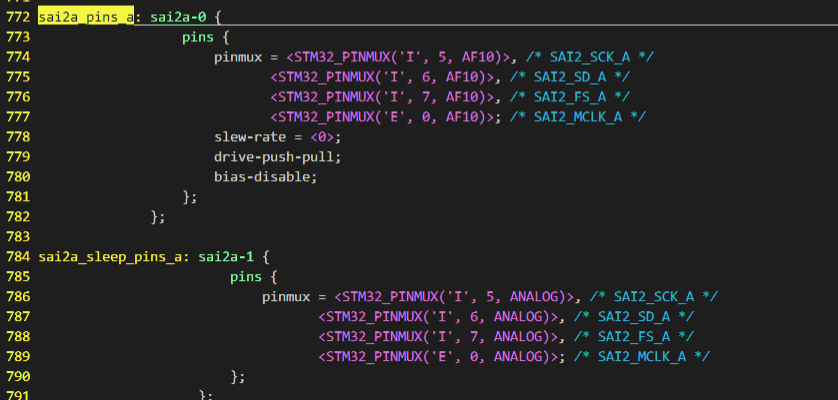 772 sai2a_pins_a: sai2a-0 {
773 pins {
774 pinmux = <STM32_PINMUX('I', 5, AF10)>, /* SAI2_SCK_A */
775 <STM32_PINMUX('I', 6, AF10)>, /* SAI2_SD_A */
776 <STM32_PINMUX('I', 7, AF10)>, /* SAI2_FS_A */
777 <STM32_PINMUX('E', 0, AF10)>; /* SAI2_MCLK_A */
778 slew-rate = <0>;
779 drive-push-pull;
780 bias-disable;
781 };
782 };
783
784 sai2a_sleep_pins_a: sai2a-1 {
785 pins {
786 pinmux = <STM32_PINMUX('I', 5, ANALOG)>, /* SAI2_SCK_A */
787 <STM32_PINMUX('I', 6, ANALOG)>, /* SAI2_SD_A */
788 <STM32_PINMUX('I', 7, ANALOG)>, /* SAI2_FS_A */
789 <STM32_PINMUX('E', 0, ANALOG)>; /* SAI2_MCLK_A */
790 };
791 };